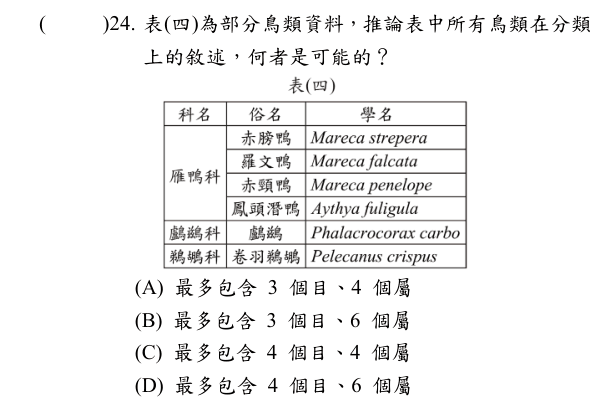 (　　)24. 表(四)為部分鳥類資料，推論表中所有鳥類在分類
上的敘述，何者是可能的？
表(四)
科名 俗名 學名
雁鴨科 赤膀鴨 Mareca strepera
羅文鴨 Mareca falcata
赤頸鴨 Mareca penelope
鳳頭潛鴨 Aythya fuligula
鸕鶿科 鸕鶿 Phalacrocorax carbo
鵜鶘科 卷羽鵜鶘 Pelecanus crispus
(A) 最多包含 3 個目、4 個屬
(B) 最多包含 3 個目、6 個屬
(C) 最多包含 4 個目、4 個屬
(D) 最多包含 4 個目、6 個屬